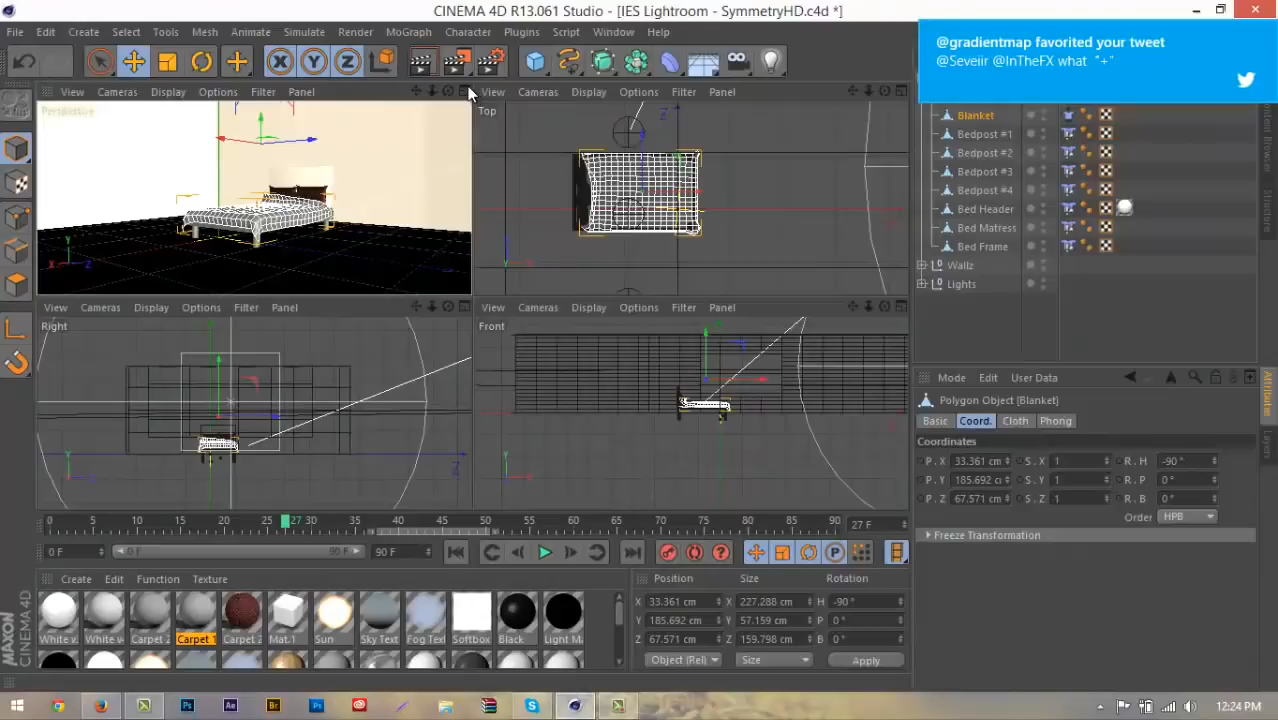 CINEMA 4D R13.061 Studio - [IES Lightroom - SymmetryHD.c4d *]
@gradientmap favorited your tweet
@Seveiir @InTheFX what "+"
File Edit Create Select Tools Mesh Animate Simulate Render MoGraph Character Plugins Script Window Help
View Cameras Display Options Filter Panel
View Cameras Display Options Filter Panel
Perspective
Top
Blanket
Bedpost #1
Bedpost #2
Bedpost #3
Bedpost #4
Bed Header
Bed Matress
Bed Frame
Wallz
Lights
Content Browser
Structure
View Cameras Display Options Filter Panel
View Cameras Display Options Filter Panel
Right
Front
Mode Edit User Data
Polygon Object [Blanket]
Basic Coord. Cloth Phong
Coordinates
P . X 33.361 cm S . X 1 R . H -90 °
P . Y 185.692 c S . Y 1 R . P 0 °
P . Z 67.571 cm S . Z 1 R . B 0 °
Order HPB
Freeze Transformation
Attributes
Layers
0 5 10 15 20 25 27 30 35 40 45 50 55 60 65 70 75 80 85 90 27 F
0 F 0 F 90 F 90 F
Create Edit Function Texture
White v White v Carpet 2 Carpet 1 Carpet 2 Mat.1 Sun Sky Text Fog Tex Softbox Black Light M
Position Size Rotation
X 33.361 cm X 227.288 cm H -90 °
Y 185.692 cm Y 57.159 cm P 0 °
Z 67.571 cm Z 159.798 cm B 0 °
Object (Rel) Size Apply
MAXON CINEMA 4D
12:24 PM